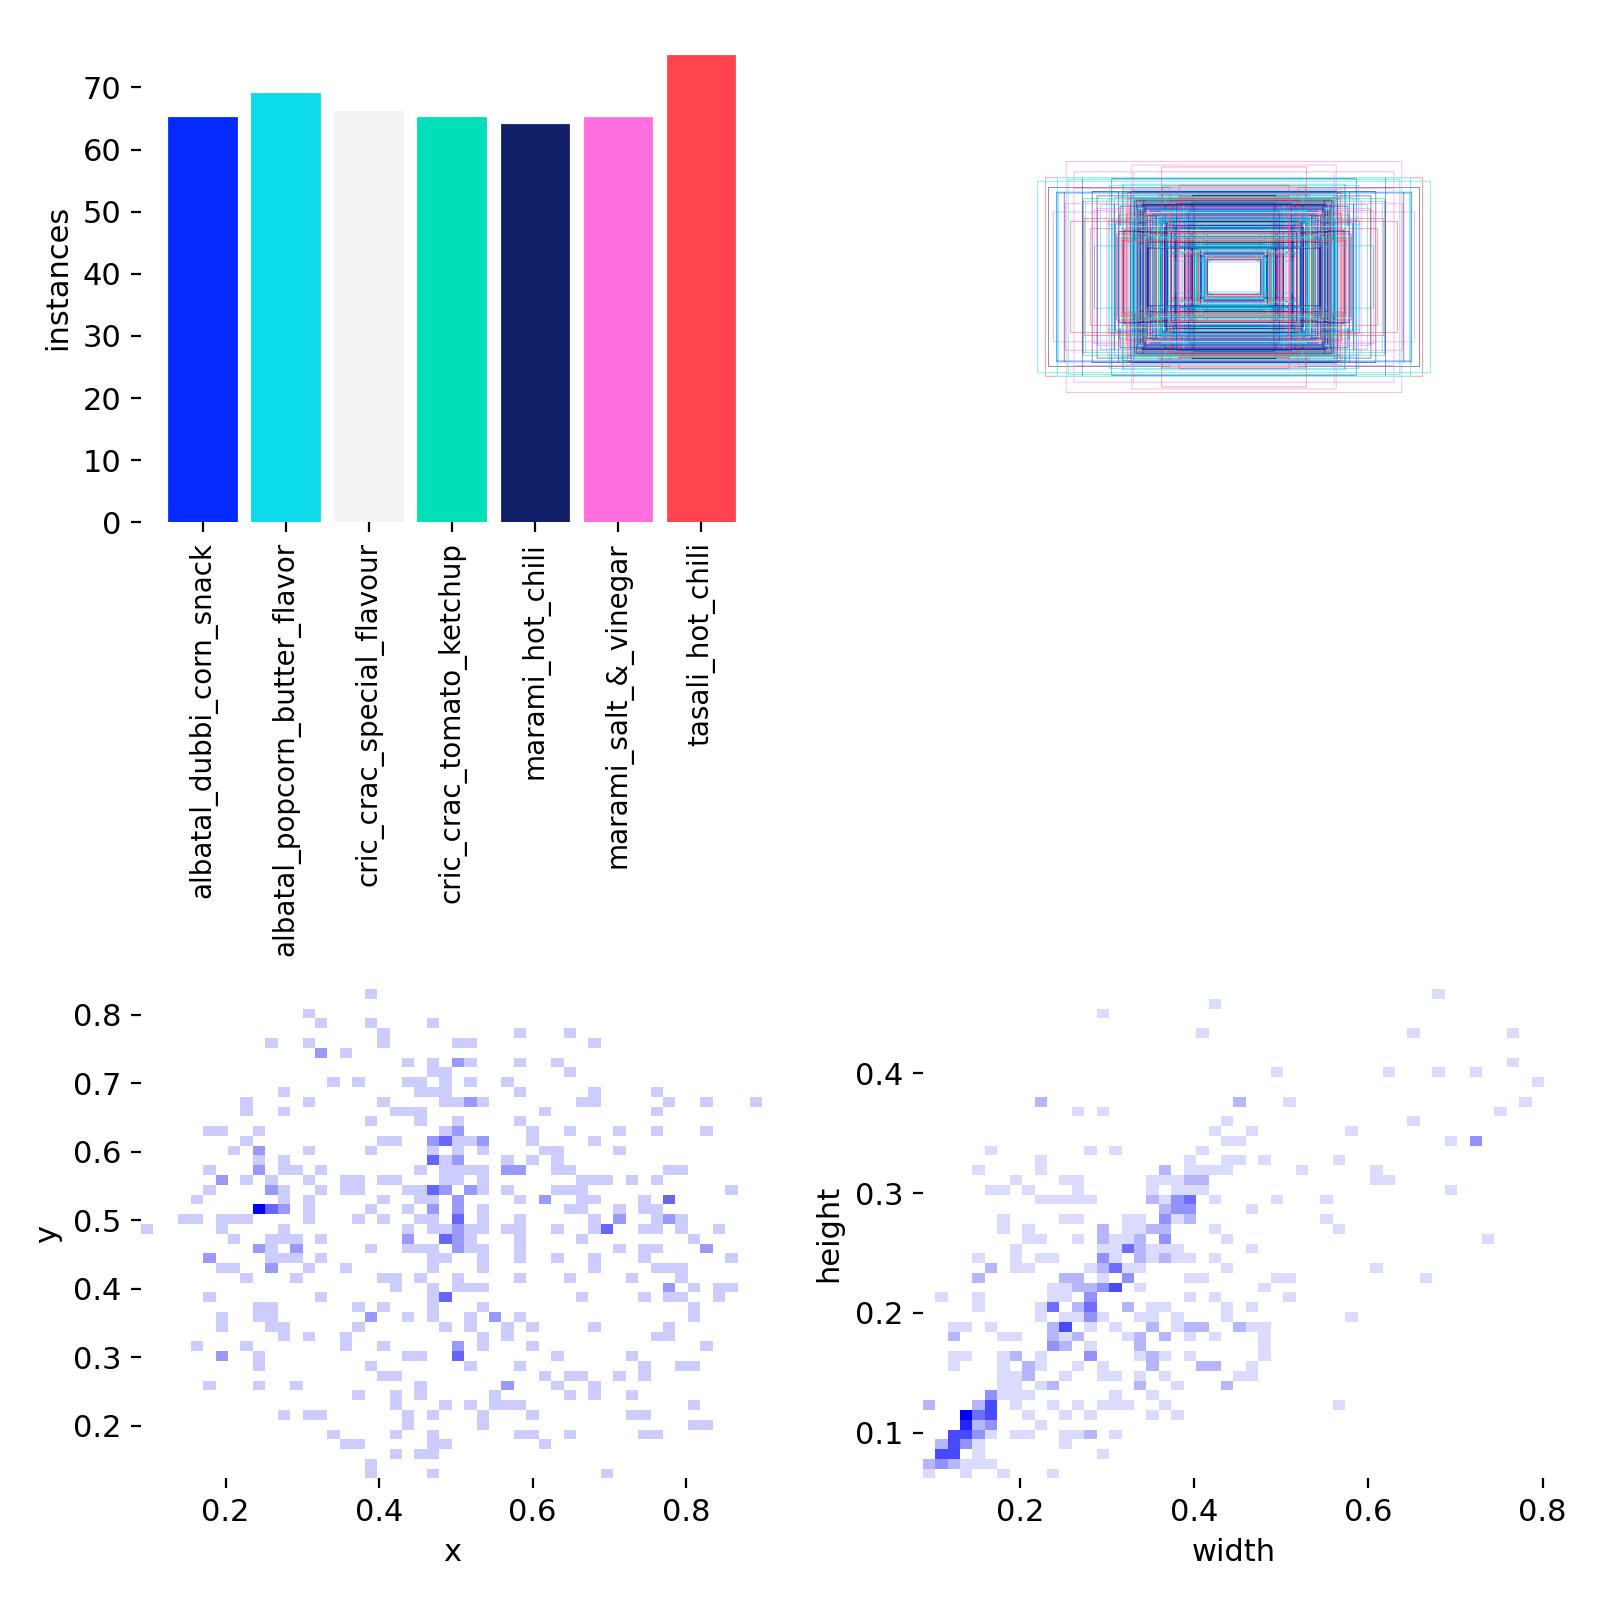 70
60
50
40
30
20
10
0
instances
albatal_dubbi_corn_snack
albatal_popcorn_butter_flavor
cric_crac_special_flavour
cric_crac_tomato_ketchup
marami_hot_chili
marami_salt_&_vinegar
tasali_hot_chili
0.8
0.7
0.6
0.5
0.4
0.3
0.2
y
0.2 0.4 0.6 0.8
x
0.4
0.3
0.2
0.1
height
0.2 0.4 0.6 0.8
width